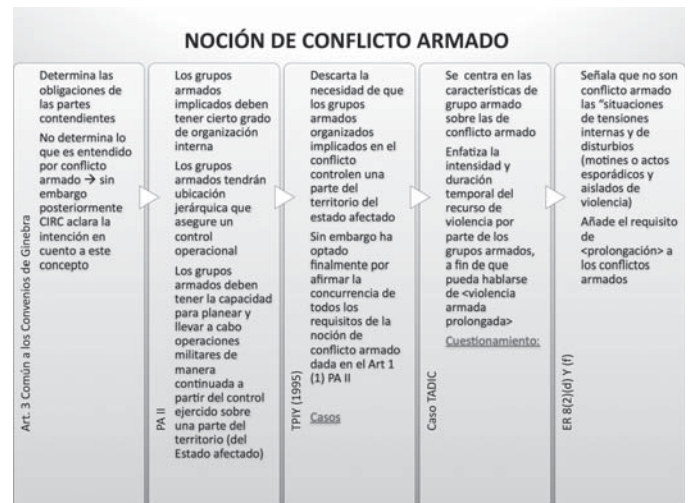 NOCIÓN DE CONFLICTO ARMADO
Art. 3 Común a los Convenios de Ginebra
Determina las
obligaciones de
las partes
contendientes
No determina lo
que es entendido
por conflicto
armado → sin
embargo
posteriormente
CIRC aclara la
intención en
cuento a este
concepto
PA II
Los grupos
armados
implicados deben
tener cierto grado
de organización
interna
Los grupos
armados tendrán
ubicación
jerárquica que
asegure un
control
operacional
Los grupos
armados deben
tener la capacidad
para planear y
llevar a cabo
operaciones
militares de
manera
continuada a
partir del control
ejercido sobre
una parte del
territorio (del
Estado afectado)
TPIY (1995)
Descarta la
necesidad de que
los grupos
armados
organizados
implicados en el
conflicto
controlen una
parte del
territorio del
estado afectado
Sin embargo ha
optado
finalmente por
afirmar la
concurrencia de
todos los
requisitos de la
noción de
conflicto armado
dada en el Art 1
(1) PA II
Casos
Caso TADIC
Se centra en las
características de
grupo armado
sobre las de
conflicto armado
Enfatiza la
intensidad y
duración
temporal del
recurso de
violencia por
parte de los
grupos armados,
a fin de que
pueda hablarse
de <violencia
armada
prolongada>
Cuestionamiento:
ER 8(2)(d) Y (f)
Señala que no son
conflicto armado
las "situaciones
de tensiones
internas y de
disturbios
(motines o actos
esporádicos y
aislados de
violencia)
Añade el requisito
de
<prolongación> a
los conflictos
armados